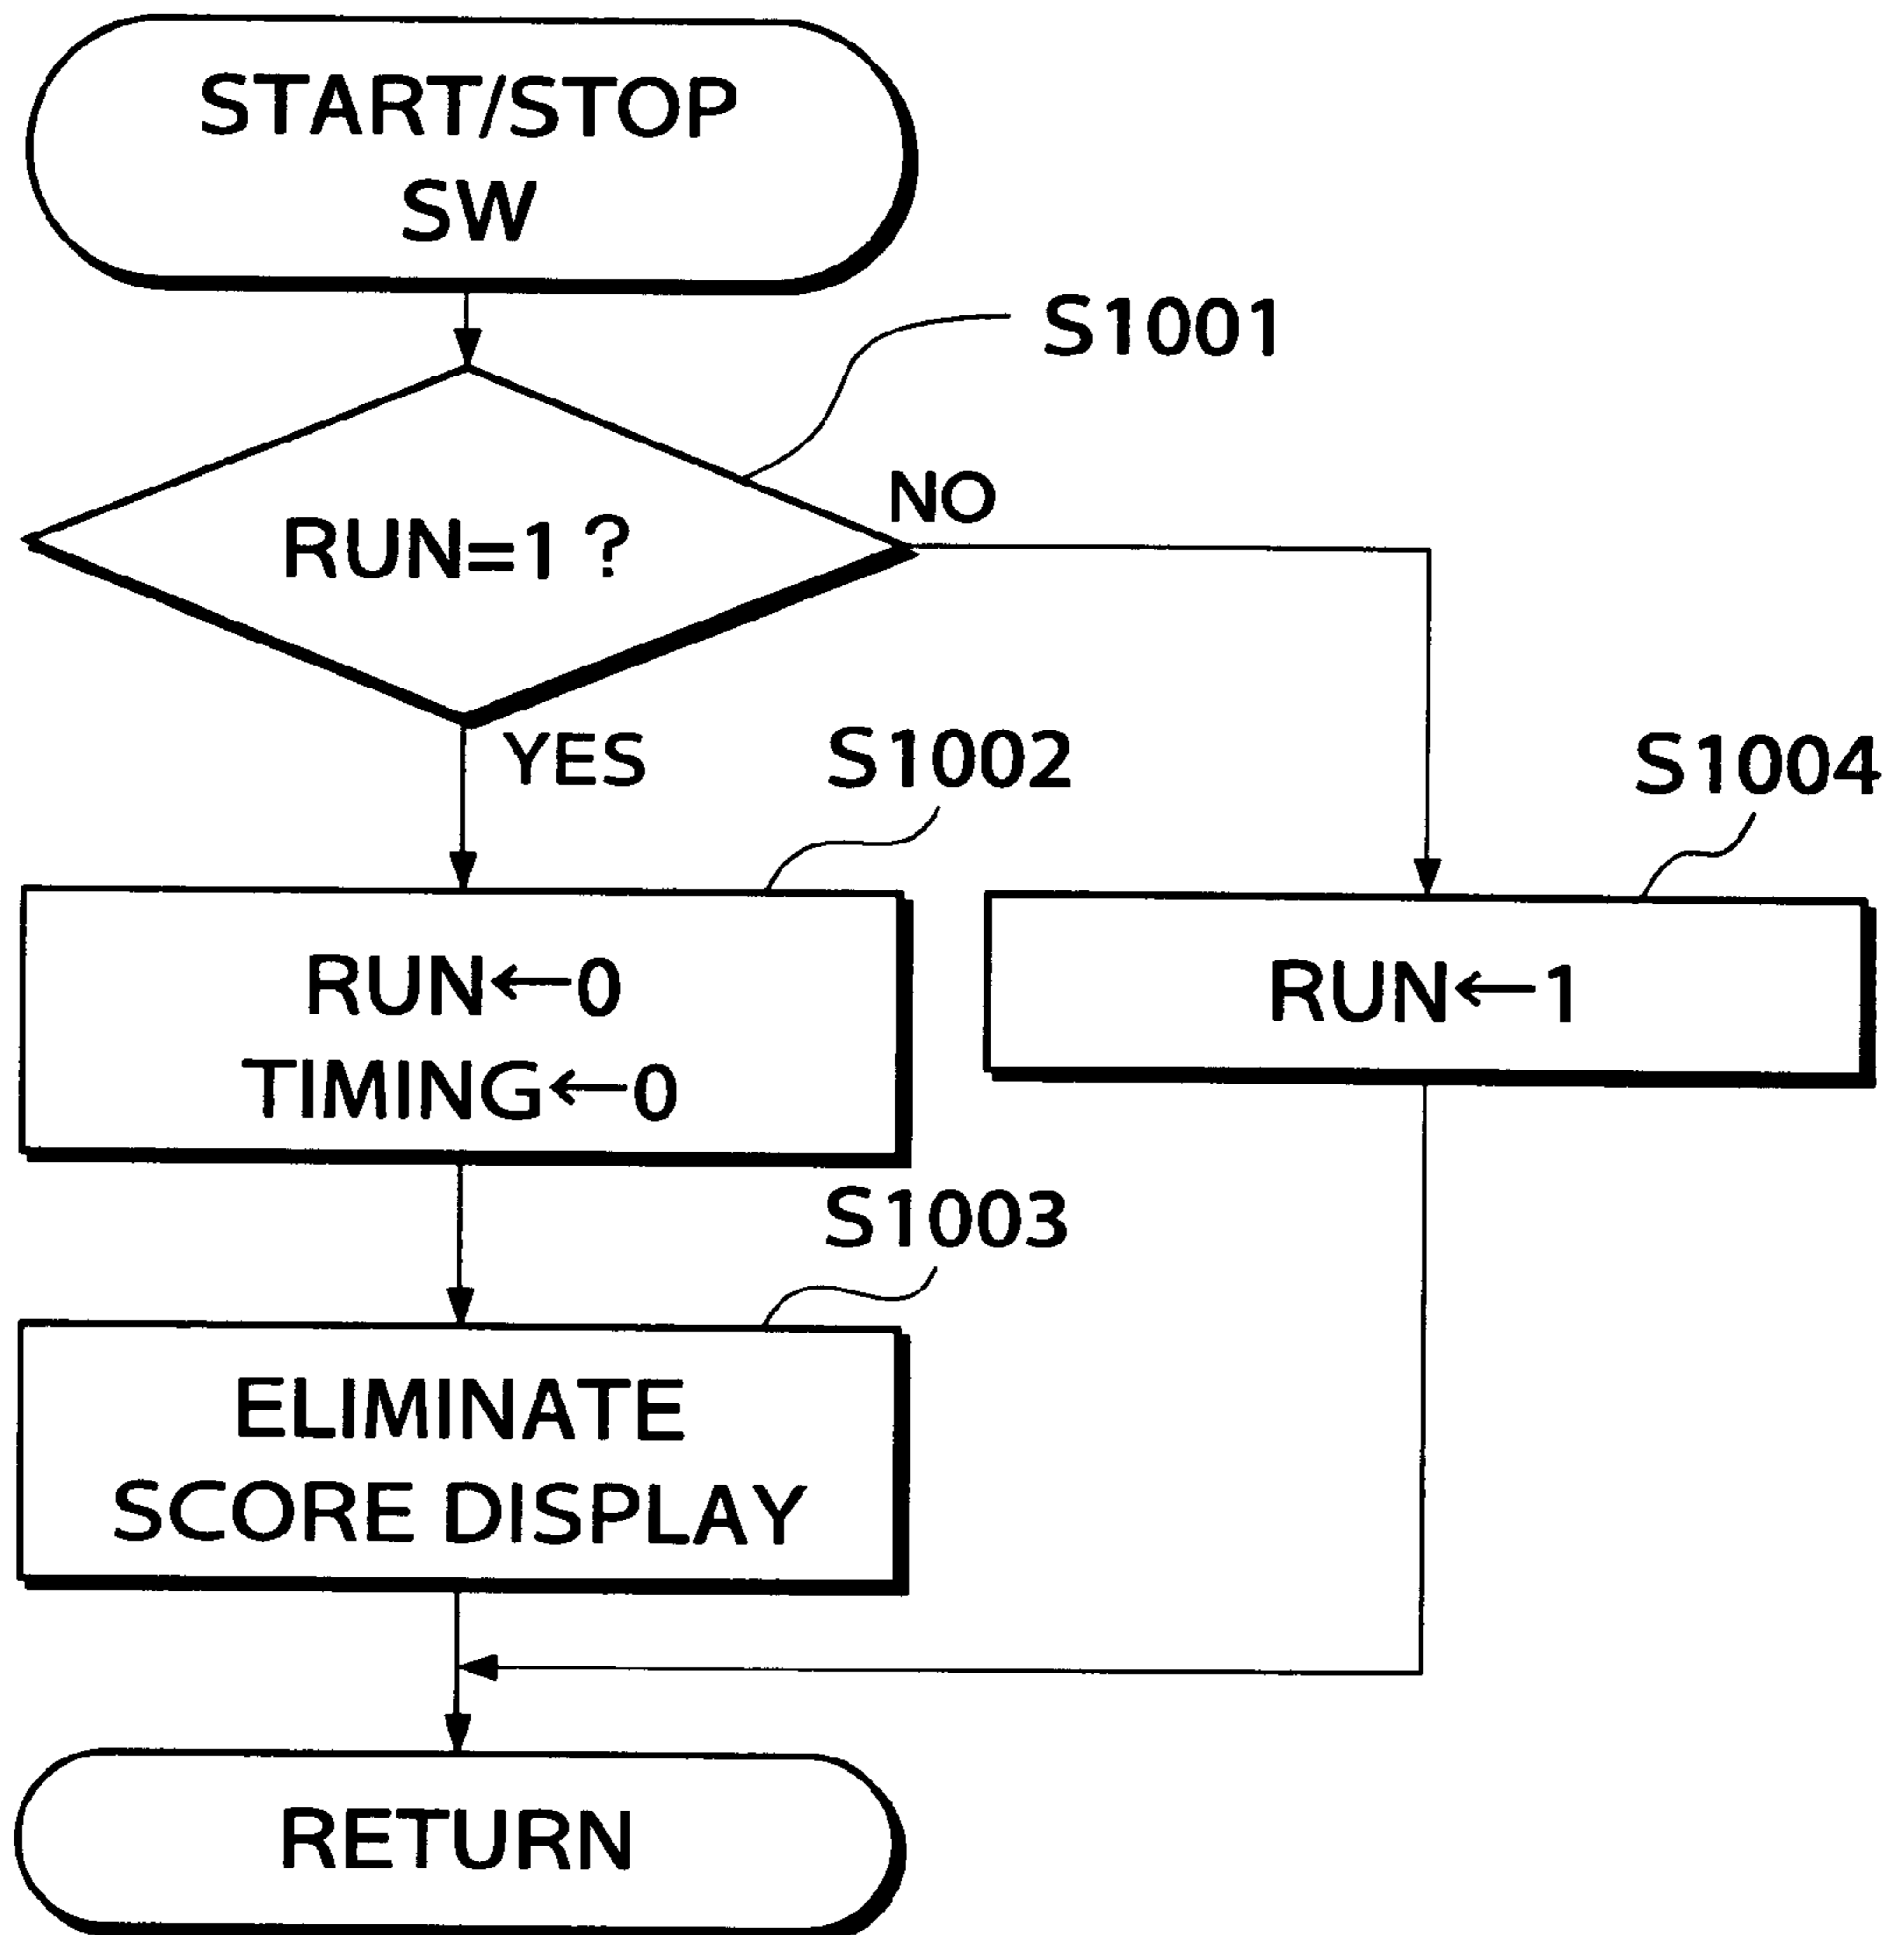 START/STOP
SW
S1001
NO
RUN=1 ?
YES
S1002
S1004
RUN←0
TIMING←0
RUN←1
S1003
ELIMINATE
SCORE DISPLAY
RETURN